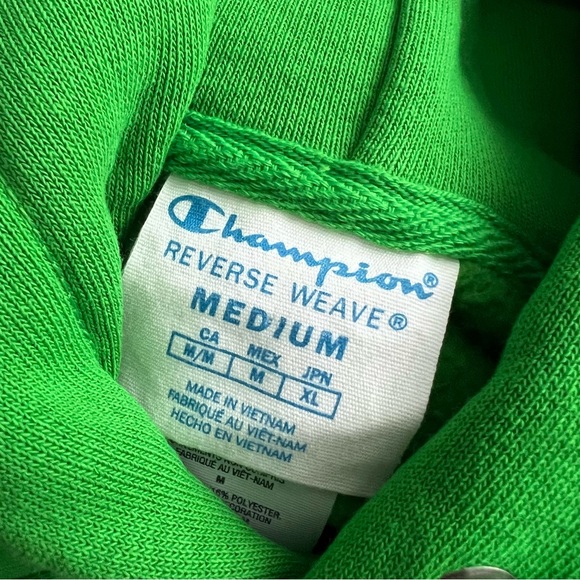 Champion®
REVERSE WEAVE®
MEDIUM
CA MEX JPN
M/M M XL
MADE IN VIETNAM
FABRIQUÉ AU VIÊT-NAM
HECHO EN VIETNAM
FABRIQUÉ AU VIÊT-NAM
M
POLYESTER